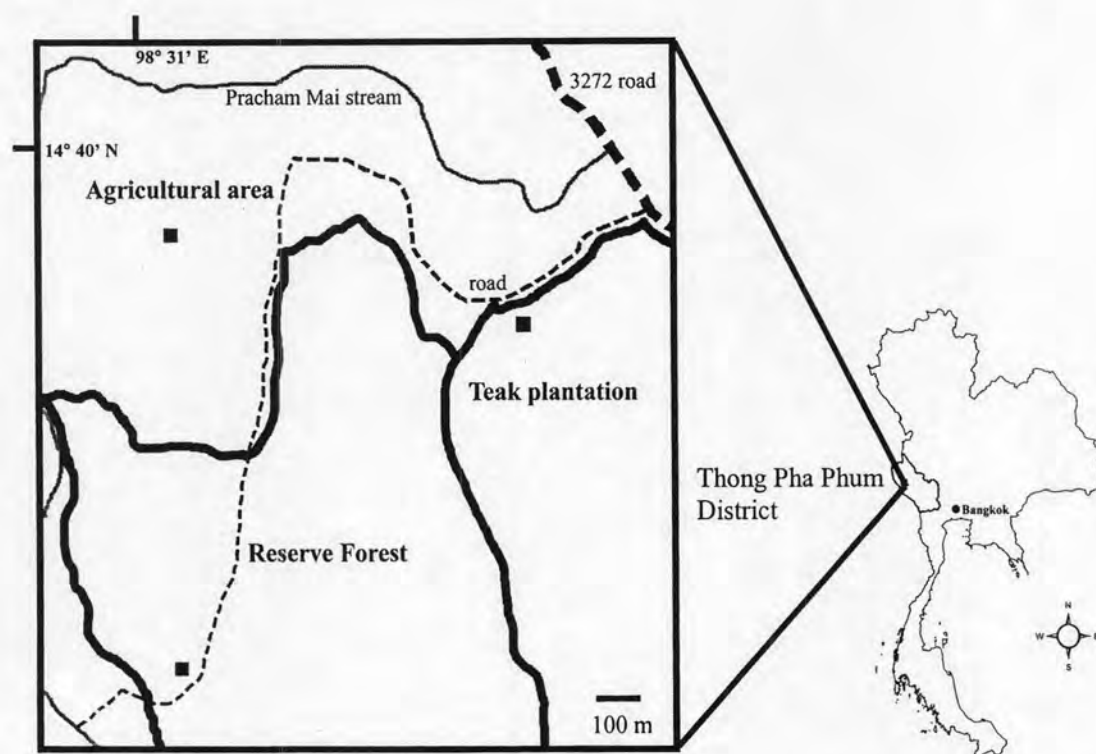 98° 31' E
3272 road
Pracham Mai stream
14° 40' N
Agricultural area
road
Teak plantation
Thong Pha Phum
District
Bangkok
Reserve Forest
N
W
E
S
100 m